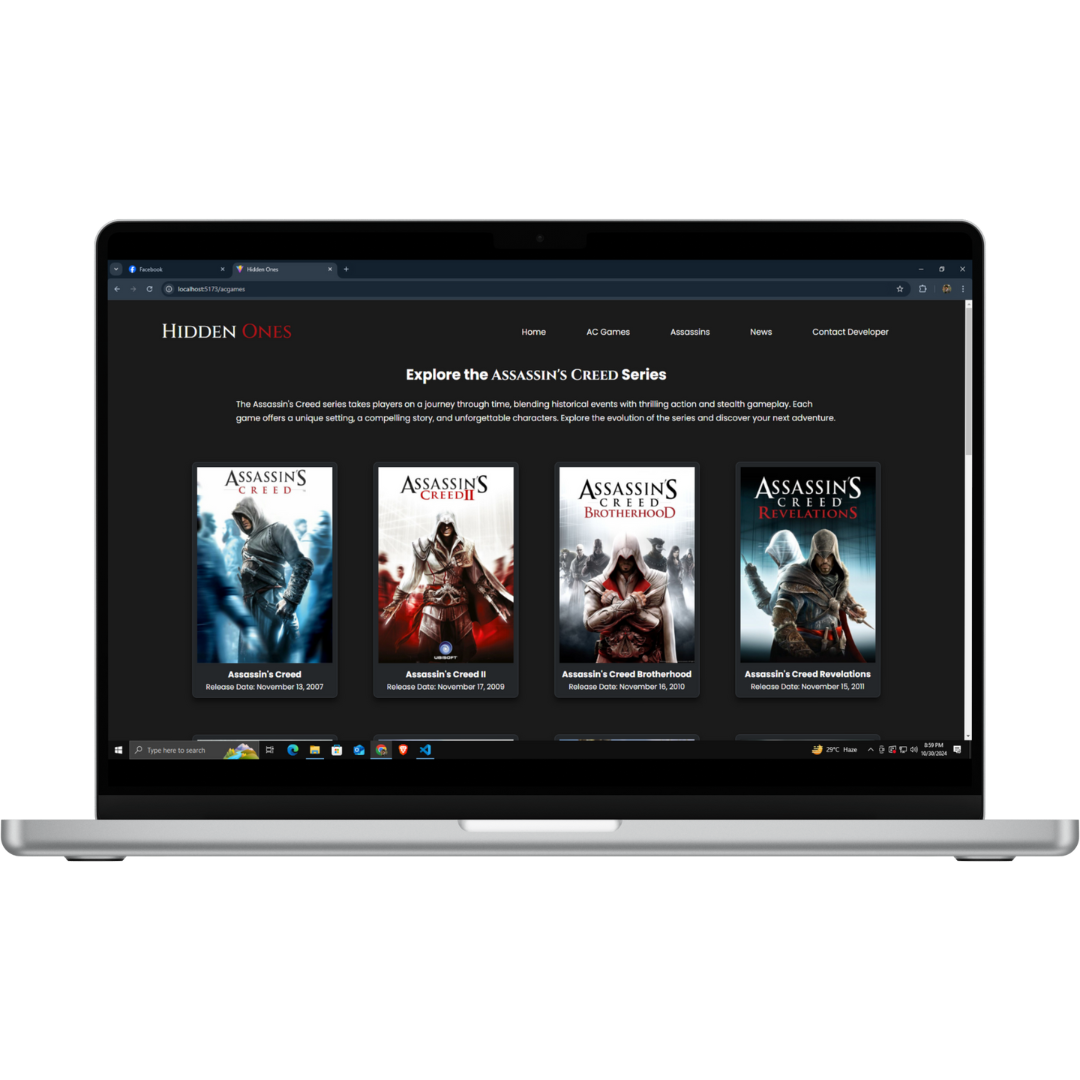 Facebook
Hidden Ones
localhost:5173/acgames
HIDDEN ONES
Home
AC Games
Assassins
News
Contact Developer
Explore the ASSASSIN'S CREED Series
The Assassin's Creed series takes players on a journey through time, blending historical events with thrilling action and stealth gameplay. Each
game offers a unique setting, a compelling story, and unforgettable characters. Explore the evolution of the series and discover your next adventure.
ASSASSIN'S
CREED
ASSASSIN'S
CREED II
UBISOFT
ASSASSIN'S
CREED
BROTHERHOOD
ASSASSIN'S
CREED
REVELATIONS
Assassin's Creed
Release Date: November 13, 2007
Assassin's Creed II
Release Date: November 17, 2009
Assassin's Creed Brotherhood
Release Date: November 16, 2010
Assassin's Creed Revelations
Release Date: November 15, 2011
Type here to search
29°C Haze
8:59 PM
10/30/2024